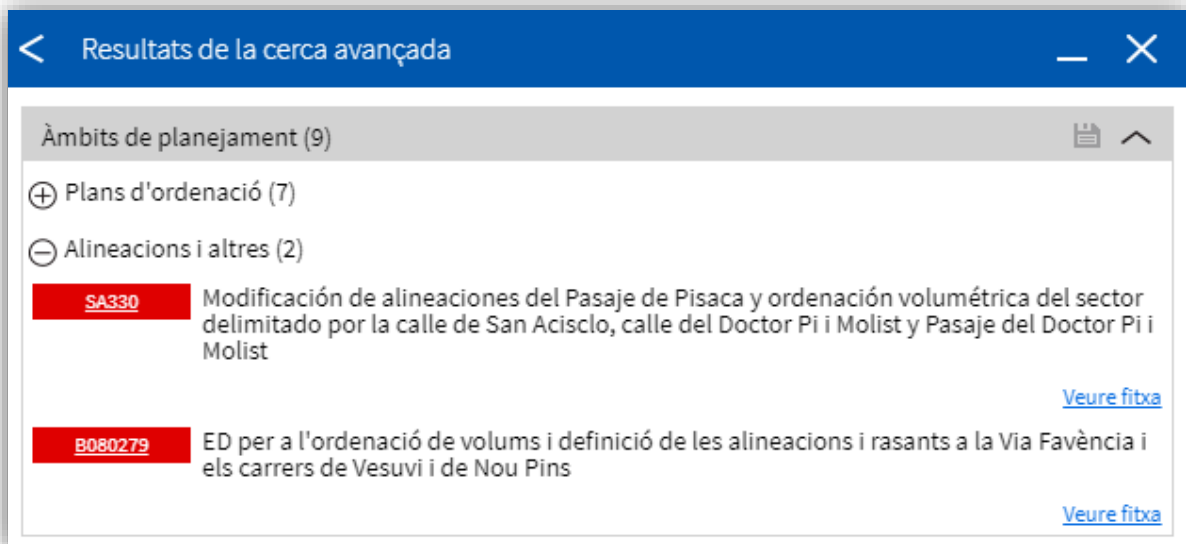 Resultats de la cerca avançada
Àmbits de planejament (9)
Plans d'ordenació (7)
Alineacions i altres (2)
SA330
Modificación de alineaciones del Pasaje de Pisaca y ordenación volumétrica del sector
delimitado por la calle de San Acisclo, calle del Doctor Pi i Molist y Pasaje del Doctor Pi i
Molist
Veure fitxa
B080279
ED per a l'ordenació de volums i definició de les alineacions i rasants a la Via Favència i
els carrers de Vesuvi i de Nou Pins
Veure fitxa